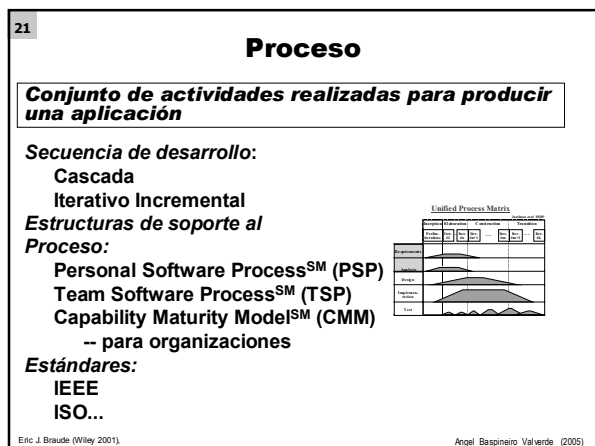 21
Proceso
Conjunto de actividades realizadas para producir
una aplicación
Secuencia de desarrollo:
Cascada
Iterativo Incremental
Estructuras de soporte al
Proceso:
Personal Software Process℠ (PSP)
Team Software Process℠ (TSP)
Capability Maturity Model℠ (CMM)
-- para organizaciones
Estándares:
IEEE
ISO...
Unified Process Matrix
Inception Elaboration Construction Transition
Requirements
Analysis
Design
Implemen-
tation
Test
Eric J. Braude (Wiley 2001),
Angel Baspineiro Valverde (2005)